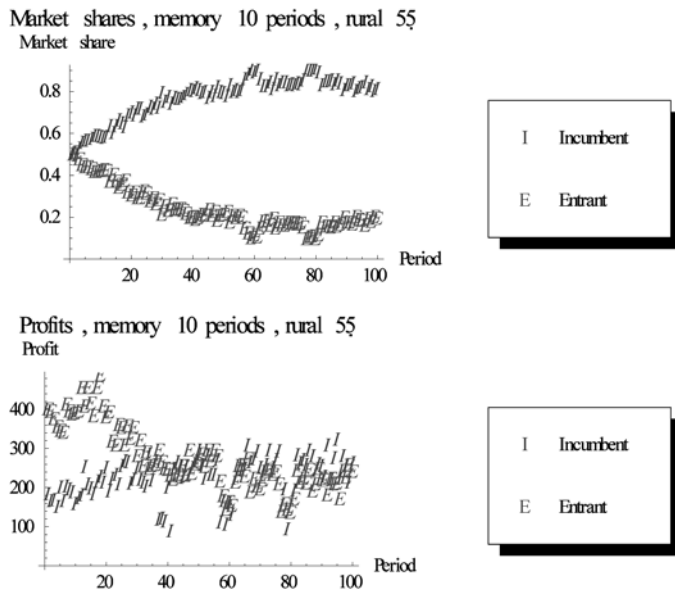 Market shares , memory 10 periods , rural 55.
Market share
0.8
0.6
0.4
0.2
20 40 60 80 100
Period
I Incumbent
E Entrant
Profits , memory 10 periods , rural 55.
Profit
400
300
200
100
20 40 60 80 100
Period
I Incumbent
E Entrant